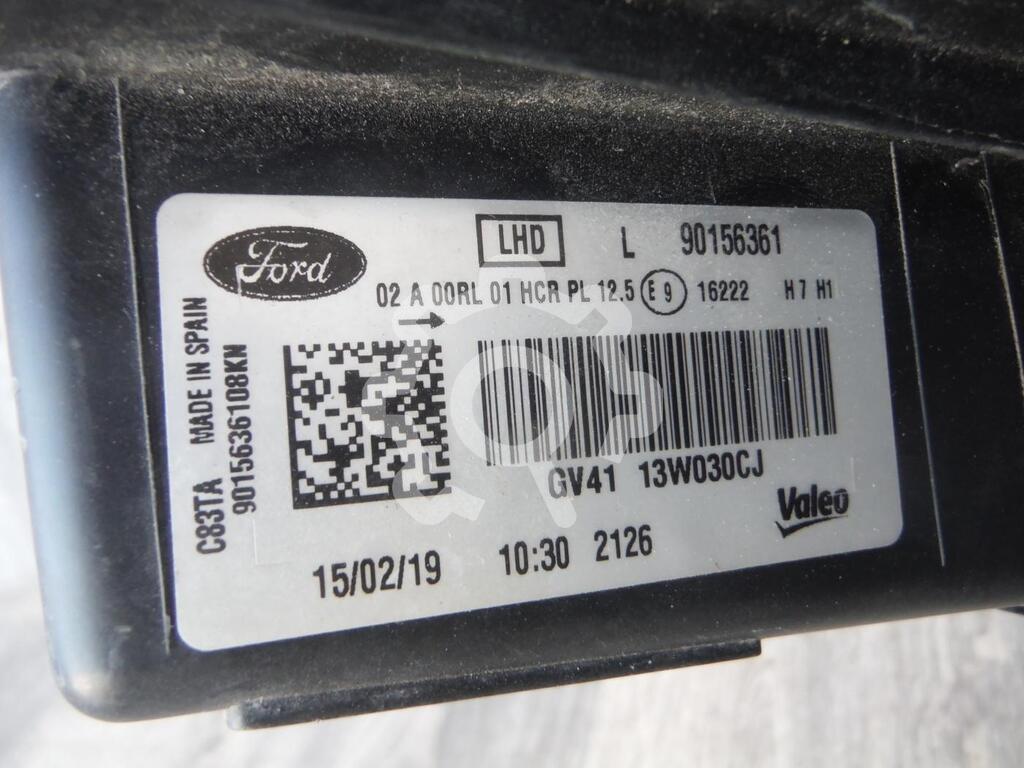 Ford
LHD L 90156361
02 A 00RL 01 HCR PL 12.5 E 9 16222 H7 H1
C83TA MADE IN SPAIN
9015636108KN
GV41 13W030CJ
Valeo
15/02/19 10:30 2126